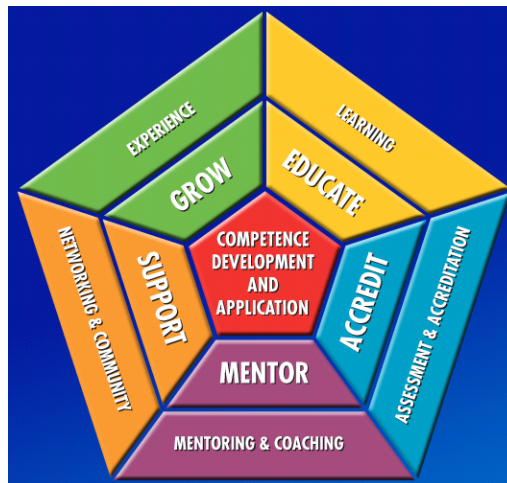 EXPERIENCE
LEARNING
GROW
EDUCATE
COMPETENCE
DEVELOPMENT
AND
APPLICATION
NETWORKING & COMMUNITY
SUPPORT
ACCREDIT
ASSESSMENT & ACCREDITATION
MENTOR
MENTORING & COACHING